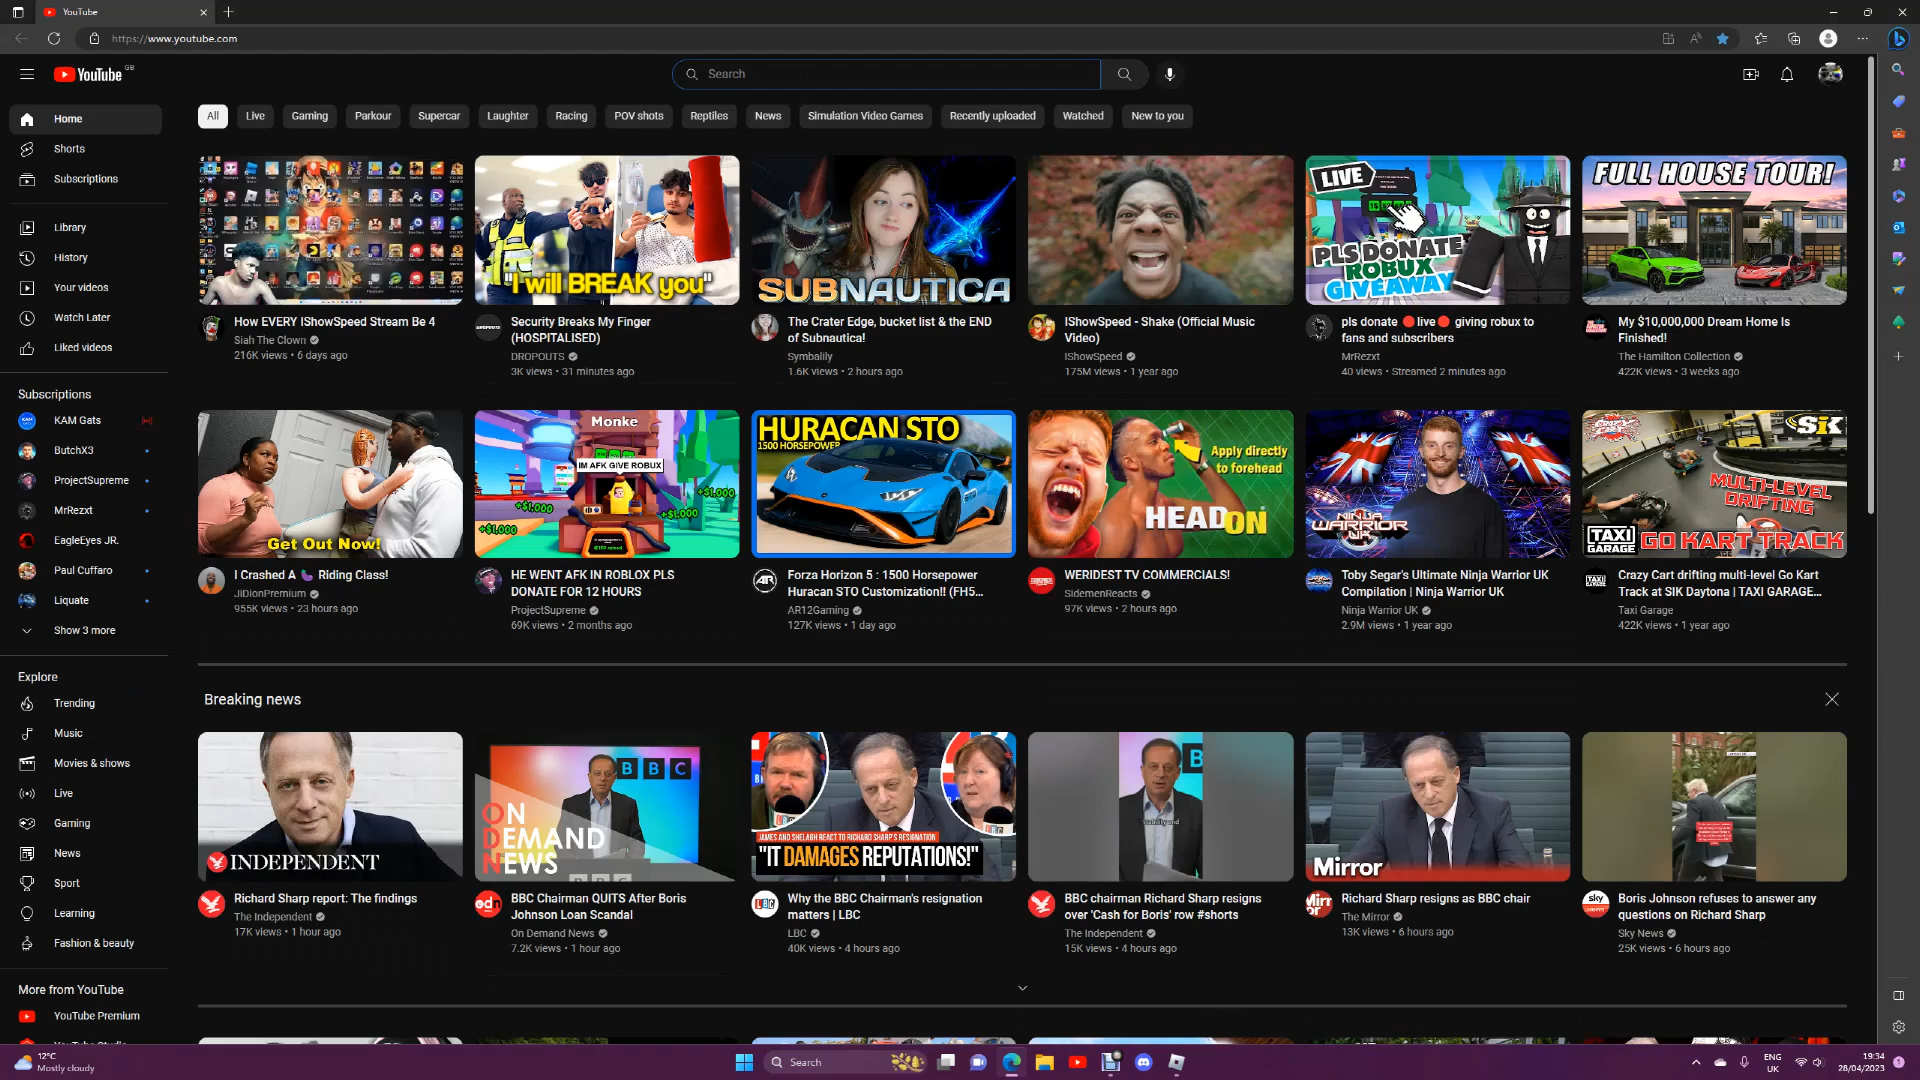 YouTube
https://www.youtube.com
YouTube GB
Search
Home
Shorts
Subscriptions
Library
History
Your videos
Watch Later
Liked videos
Subscriptions
KAM Gats
ButchX3
ProjectSupreme
MrRezxt
EagleEyes JR.
Paul Cuffaro
Liquate
Show 3 more
Explore
Trending
Music
Movies & shows
Live
Gaming
News
Sport
Learning
Fashion & beauty
More from YouTube
YouTube Premium
All
Live
Gaming
Parkour
Supercar
Laughter
Racing
POV shots
Reptiles
News
Simulation Video Games
Recently uploaded
Watched
New to you
How EVERY IShowSpeed Stream Be 4
Siah The Clown
216K views • 6 days ago
"I will BREAK you"
Security Breaks My Finger
(HOSPITALISED)
DROPOUTS
3K views • 31 minutes ago
SUBNAUTICA
The Crater Edge, bucket list & the END
of Subnautica!
Symbalily
1.6K views • 2 hours ago
IShowSpeed - Shake (Official Music
Video)
IShowSpeed
175M views • 1 year ago
LIVE
PLS DONATE
ROBUX
GIVEAWAY
pls donate 🔴live🔴 giving robux to
fans and subscribers
MrRezxt
40 views • Streamed 2 minutes ago
FULL HOUSE TOUR!
My $10,000,000 Dream Home Is
Finished!
The Hamilton Collection
422K views • 3 weeks ago
Get Out Now!
I Crashed A 🍆 Riding Class!
JiDionPremium
955K views • 23 hours ago
Monke
IM AFK GIVE ROBUX
+$1,000
+$1,000
+$1,000
+$1,000
HE WENT AFK IN ROBLOX PLS
DONATE FOR 12 HOURS
ProjectSupreme
69K views • 2 months ago
HURACAN STO
1500 HORSEPOWER
Forza Horizon 5 : 1500 Horsepower
Huracan STO Customization!! (FH5...
AR12Gaming
127K views • 1 day ago
Apply directly
to forehead
HEAD ON
WERIDEST TV COMMERCIALS!
SidemenReacts
97K views • 2 hours ago
NINJA
WARRIOR
UK
Toby Segar's Ultimate Ninja Warrior UK
Compilation | Ninja Warrior UK
Ninja Warrior UK
2.9M views • 1 year ago
SIK
MULTI-LEVEL
DRIFTING
TAXI
GARAGE
GO KART TRACK
Crazy Cart drifting multi-level Go Kart
Track at SIK Daytona | TAXI GARAGE...
Taxi Garage
422K views • 1 year ago
Breaking news
INDEPENDENT
Richard Sharp report: The findings
The Independent
17K views • 1 hour ago
BBC
ON
DEMAND
NEWS
odn
BBC Chairman QUITS After Boris
Johnson Loan Scandal
On Demand News
7.2K views • 1 hour ago
JAMES AND SHELAGH REACT TO RICHARD SHARP'S RESIGNATION
"IT DAMAGES REPUTATIONS!"
LBC
Why the BBC Chairman's resignation
matters | LBC
LBC
40K views • 4 hours ago
BBC chairman Richard Sharp resigns
over 'Cash for Boris' row #shorts
The Independent
15K views • 4 hours ago
Mirror
Richard Sharp resigns as BBC chair
The Mirror
13K views • 6 hours ago
sky
Boris Johnson refuses to answer any
questions on Richard Sharp
Sky News
25K views • 6 hours ago
12°C
Mostly cloudy
Search
ENG
UK
19:34
28/04/2023